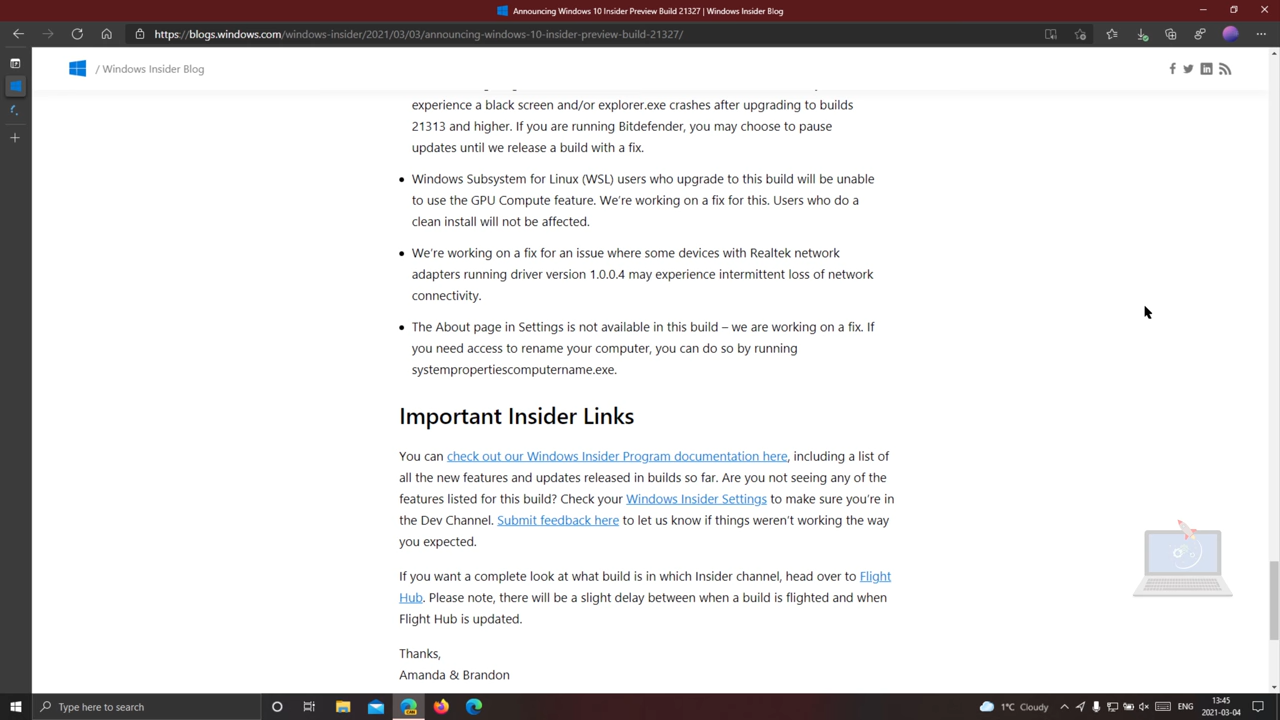 Announcing Windows 10 Insider Preview Build 21327 | Windows Insider Blog
https://blogs.windows.com/windows-insider/2021/03/03/announcing-windows-10-insider-preview-build-21327/
/ Windows Insider Blog
experience a black screen and/or explorer.exe crashes after upgrading to builds
21313 and higher. If you are running Bitdefender, you may choose to pause
updates until we release a build with a fix.
Windows Subsystem for Linux (WSL) users who upgrade to this build will be unable
to use the GPU Compute feature. We're working on a fix for this. Users who do a
clean install will not be affected.
We're working on a fix for an issue where some devices with Realtek network
adapters running driver version 1.0.0.4 may experience intermittent loss of network
connectivity.
The About page in Settings is not available in this build – we are working on a fix. If
you need access to rename your computer, you can do so by running
systempropertiescomputername.exe.
Important Insider Links
You can check out our Windows Insider Program documentation here, including a list of
all the new features and updates released in builds so far. Are you not seeing any of the
features listed for this build? Check your Windows Insider Settings to make sure you're in
the Dev Channel. Submit feedback here to let us know if things weren't working the way
you expected.
If you want a complete look at what build is in which Insider channel, head over to Flight
Hub. Please note, there will be a slight delay between when a build is flighted and when
Flight Hub is updated.
Thanks,
Amanda & Brandon
Type here to search
1°C Cloudy
ENG
13:45
2021-03-04